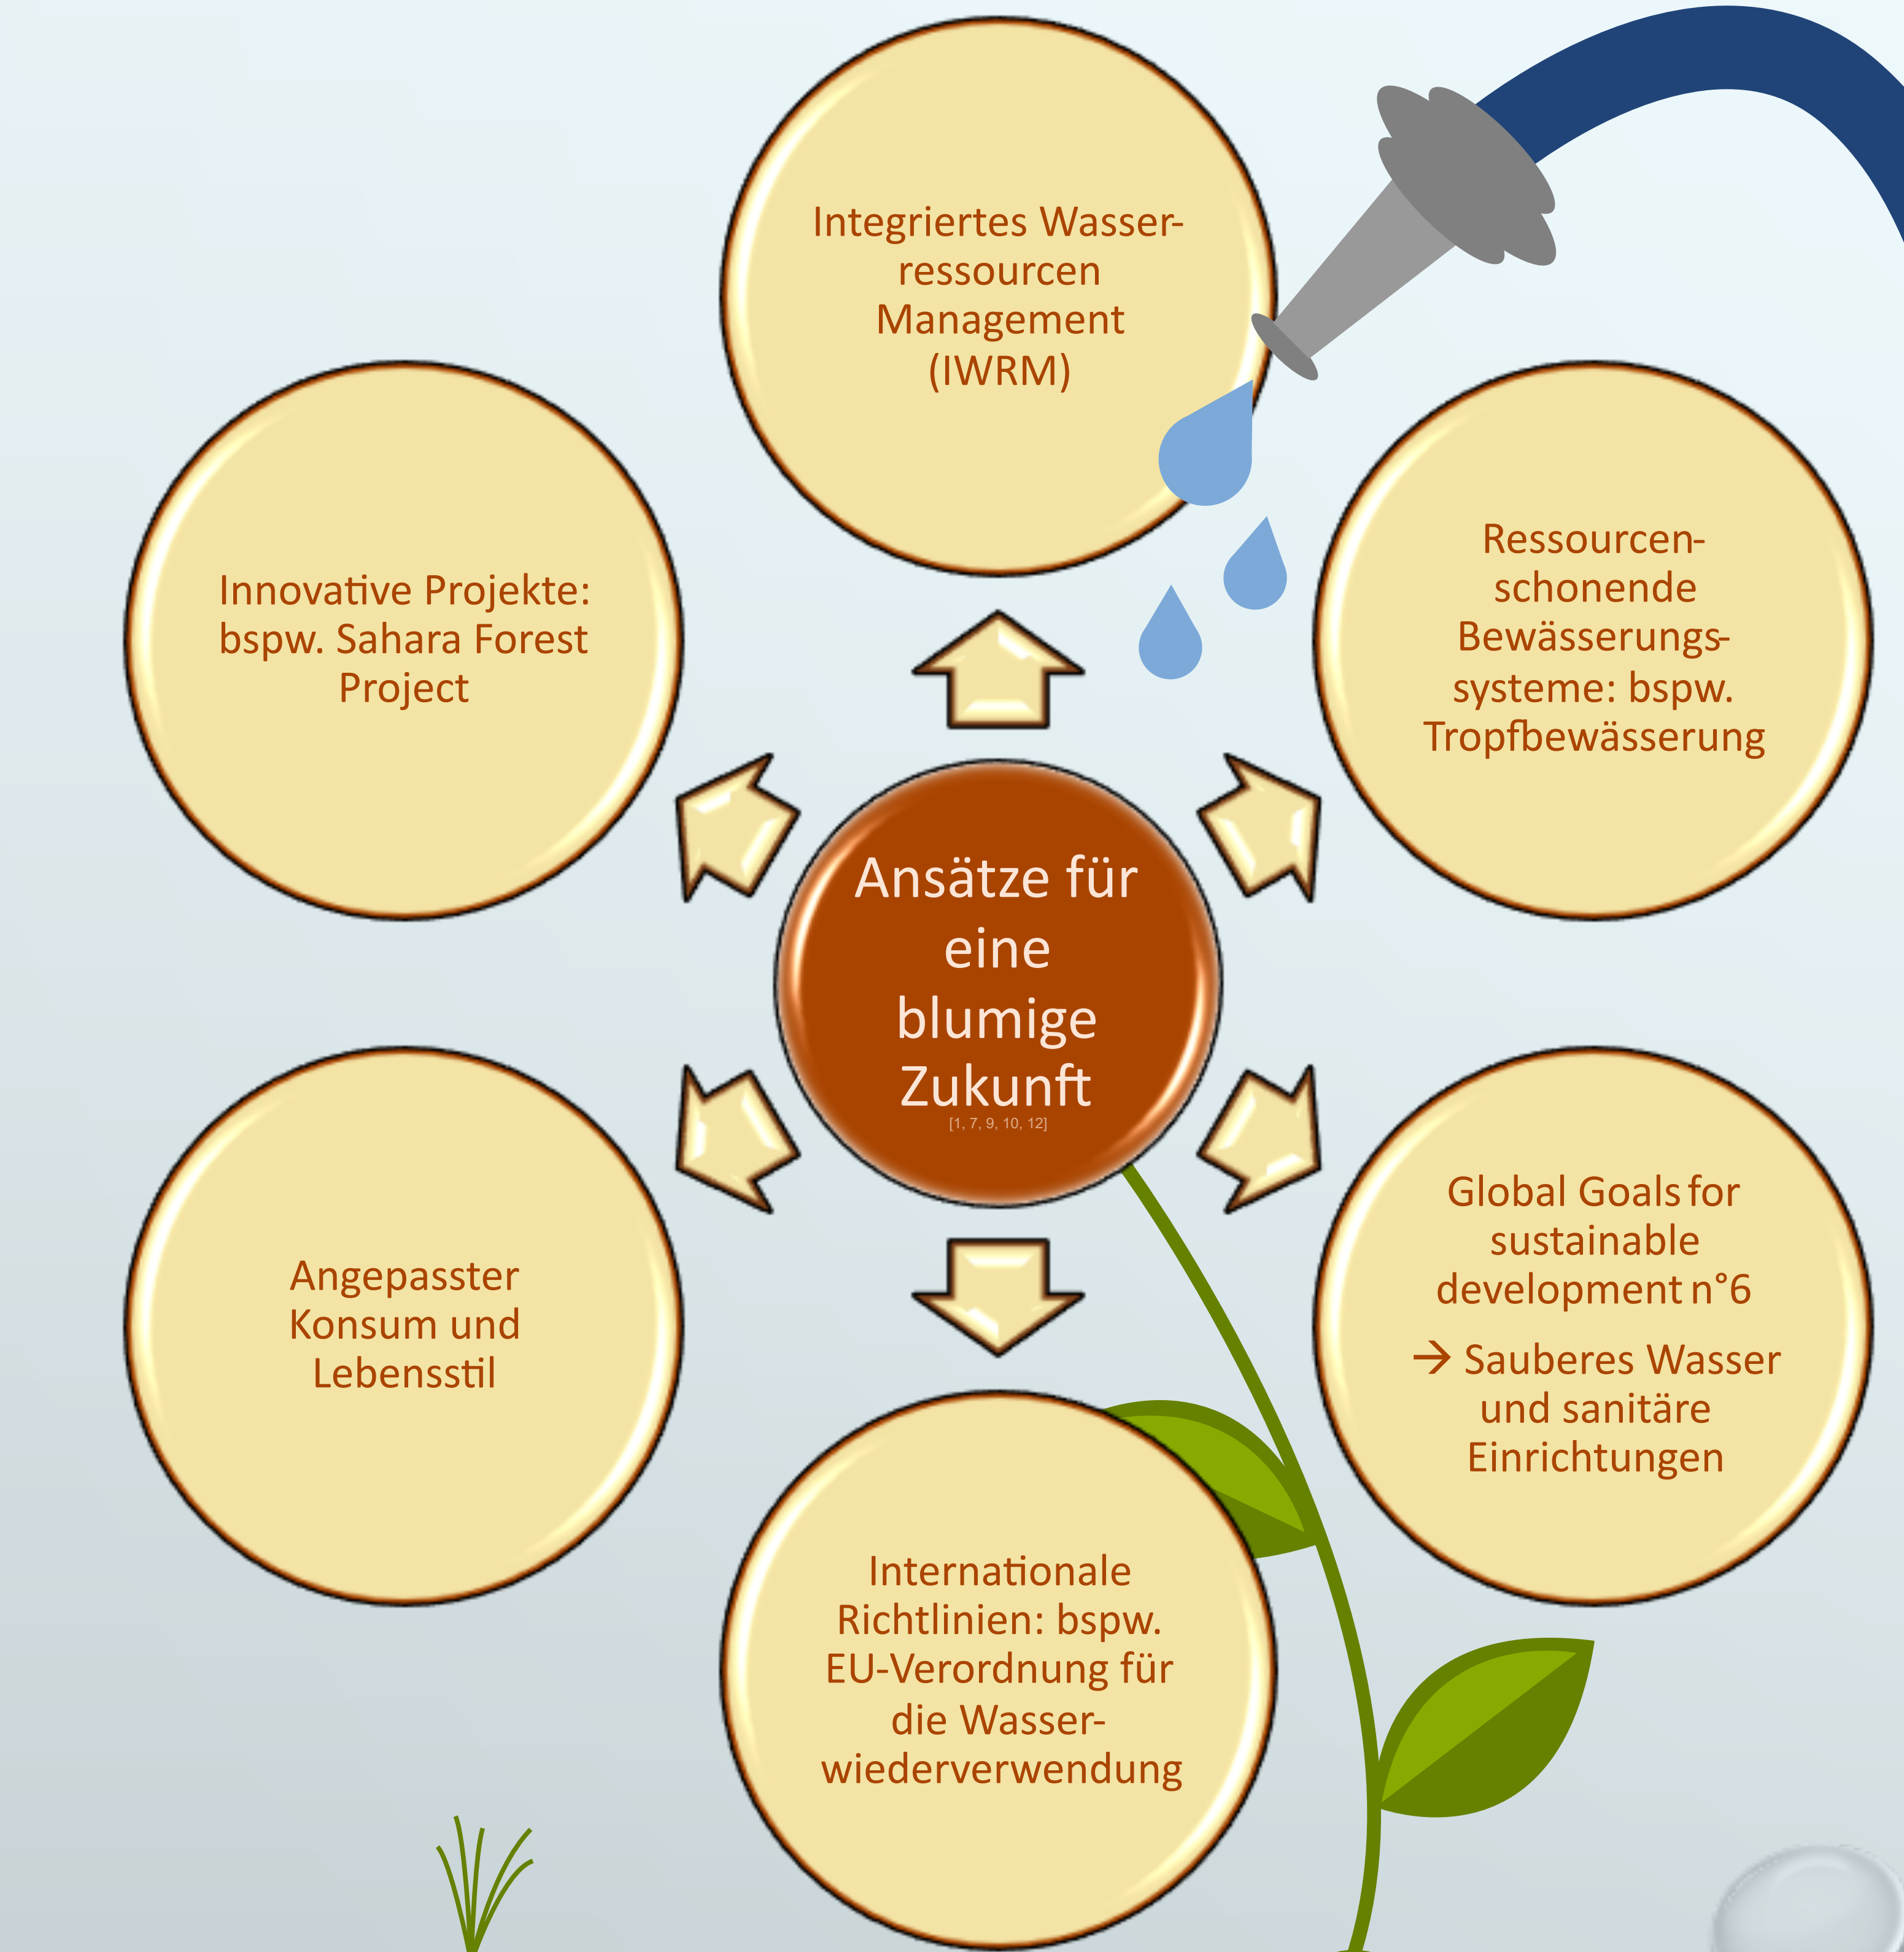 Integriertes Wasser-
ressourcen
Management
(IWRM)
Innovative Projekte:
bspw. Sahara Forest
Project
Ressourcen-
schonende
Bewässerungs-
systeme: bspw.
Tropfbewässerung
Ansätze für
eine
blumige
Zukunft
[1, 7, 9, 10, 12]
Angepasster
Konsum und
Lebensstil
Global Goals for
sustainable
development n°6
→ Sauberes Wasser
und sanitäre
Einrichtungen
Internationale
Richtlinien: bspw.
EU-Verordnung für
die Wasser-
wiederverwendung